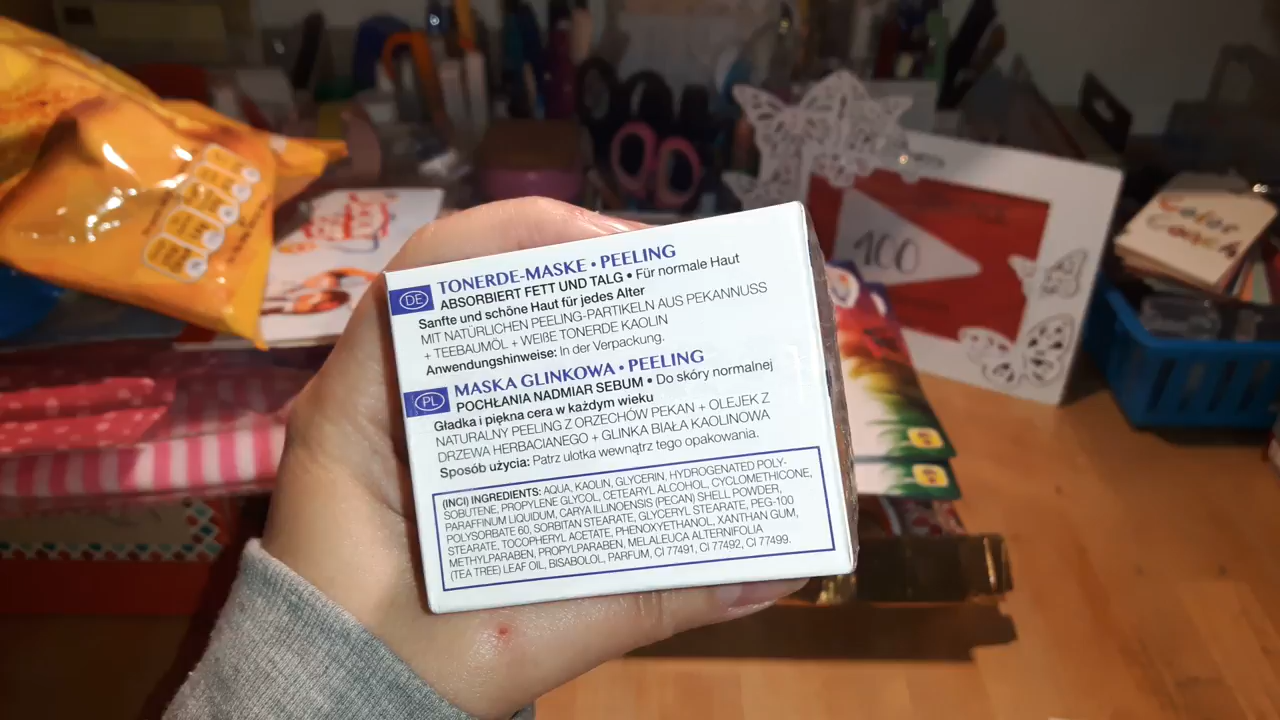 DE
TONERDE-MASKE • PEELING
ABSORBIERT FETT UND TALG • Für normale Haut
Sanfte und schöne Haut für jedes Alter
MIT NATÜRLICHEN PEELING-PARTIKELN AUS PEKANNUSS
+ TEEBAUMÖL + WEIßE TONERDE KAOLIN
Anwendungshinweise: In der Verpackung.
PL
MASKA GLINKOWA • PEELING
POCHŁANIA NADMIAR SEBUM • Do skóry normalnej
Gładka i piękna cera w każdym wieku
NATURALNY PEELING Z ORZECHÓW PEKAN + OLEJEK Z
DRZEWA HERBACIANEGO + GLINKA BIAŁA KAOLINOWA
Sposób użycia: Patrz ulotka wewnątrz tego opakowania.
(INCI) INGREDIENTS: AQUA, KAOLIN, GLYCERIN, HYDROGENATED POLY-
SOBUTENE, PROPYLENE GLYCOL, CETEARYL ALCOHOL, CYCLOMETHICONE,
PARAFFINUM LIQUIDUM, CARYA ILLINOENSIS (PECAN) SHELL POWDER,
POLYSORBATE 60, SORBITAN STEARATE, GLYCERYL STEARATE, PEG-100
STEARATE, TOCOPHERYL ACETATE, PHENOXYETHANOL, XANTHAN GUM,
METHYLPARABEN, PROPYLPARABEN, MELALEUCA ALTERNIFOLIA
(TEA TREE) LEAF OIL, BISABOLOL, PARFUM, CI 77491, CI 77492, CI 77499.
100
Color